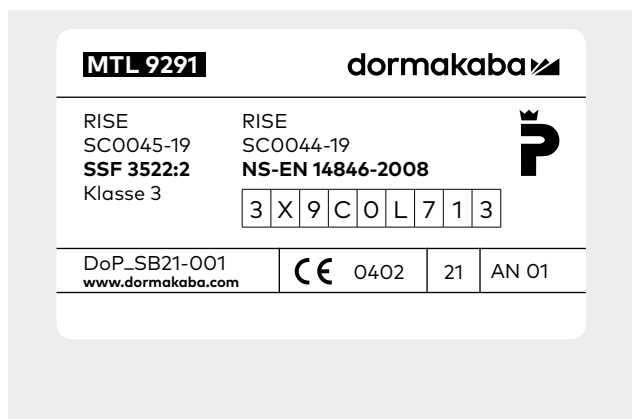 MTL 9291
dormakaba
RISE
SC0045-19
SSF 3522:2
Klasse 3
RISE
SC0044-19
NS-EN 14846-2008
3 X 9 C 0 L 7 1 3
P
DoP_SB21-001
www.dormakaba.com
CE 0402
21
AN 01